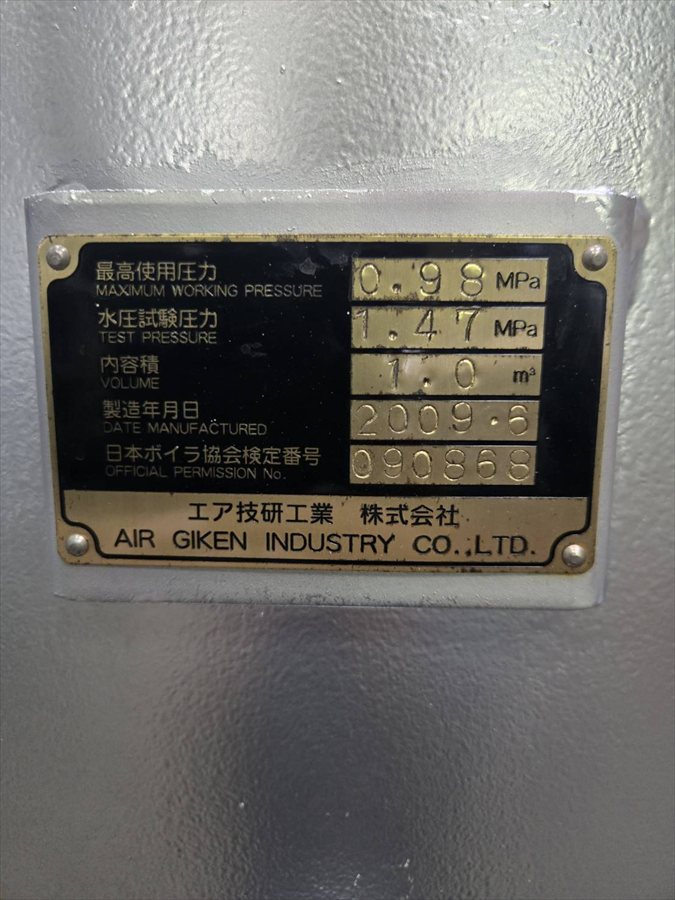 最高使用圧力 0.98 MPa
MAXIMUM WORKING PRESSURE
水圧試験圧力 1.47 MPa
TEST PRESSURE
内容積 1.0 m³
VOLUME
製造年月日 2009.6
DATE MANUFACTURED
日本ボイラ協会検定番号 090868
OFFICIAL PERMISSION No.
エア技研工業 株式会社
AIR GIKEN INDUSTRY CO.,LTD.